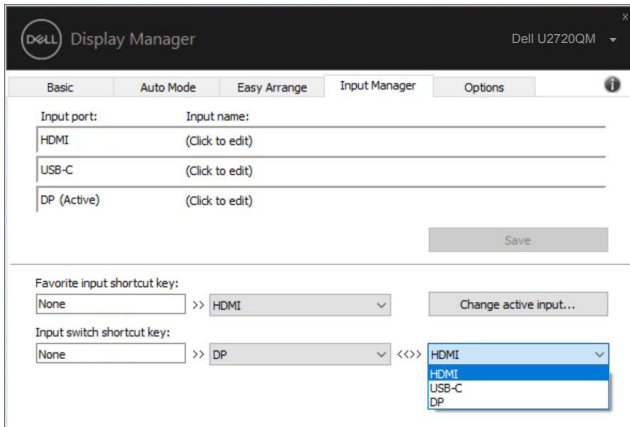 x
DELL Display Manager Dell U2720QM
Basic Auto Mode Easy Arrange Input Manager Options i
Input port: Input name:
HDMI (Click to edit)
USB-C (Click to edit)
DP (Active) (Click to edit)
Save
Favorite input shortcut key:
None >> HDMI Change active input...
Input switch shortcut key:
None >> DP <<>> HDMI
HDMI
USB-C
DP